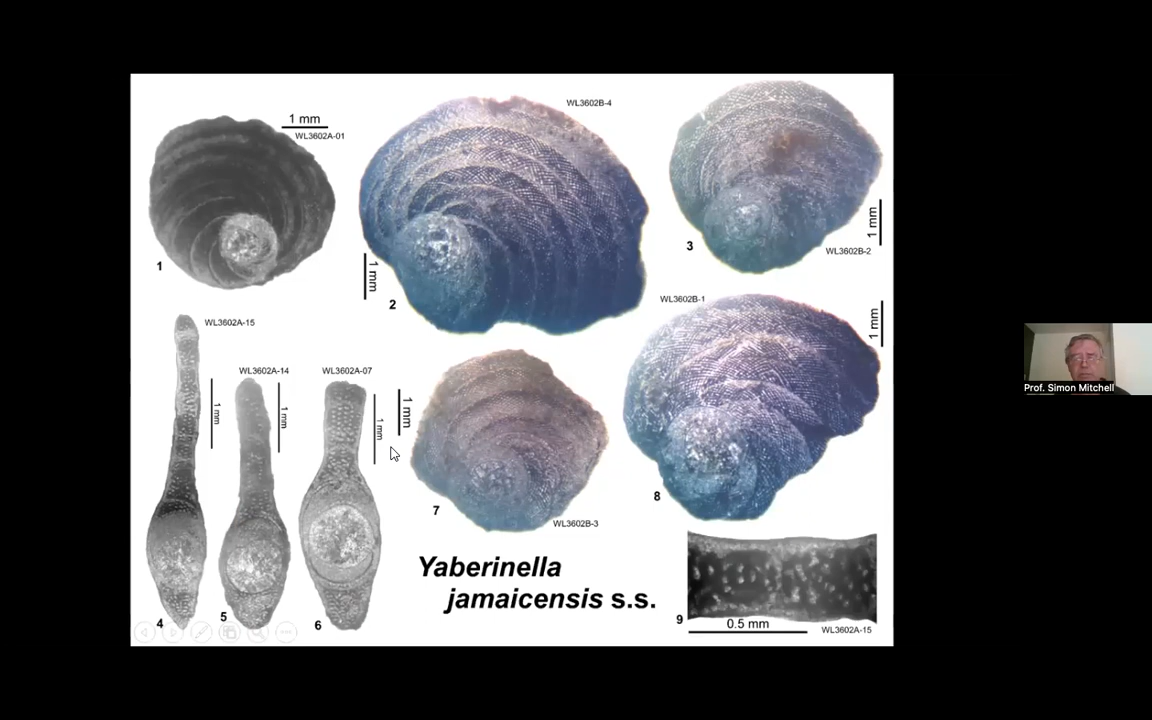 1 mm
WL3602A-01
1
WL3602B-4
1 mm
2
1 mm
3
WL3602B-2
WL3602A-15
1 mm
4
WL3602A-14
1 mm
5
WL3602A-07
1 mm
6
1 mm
7
WL3602B-3
WL3602B-1
1 mm
8
Yaberinella
jamaicensis s.s.
9
0.5 mm
WL3602A-15
Prof. Simon Mitchell